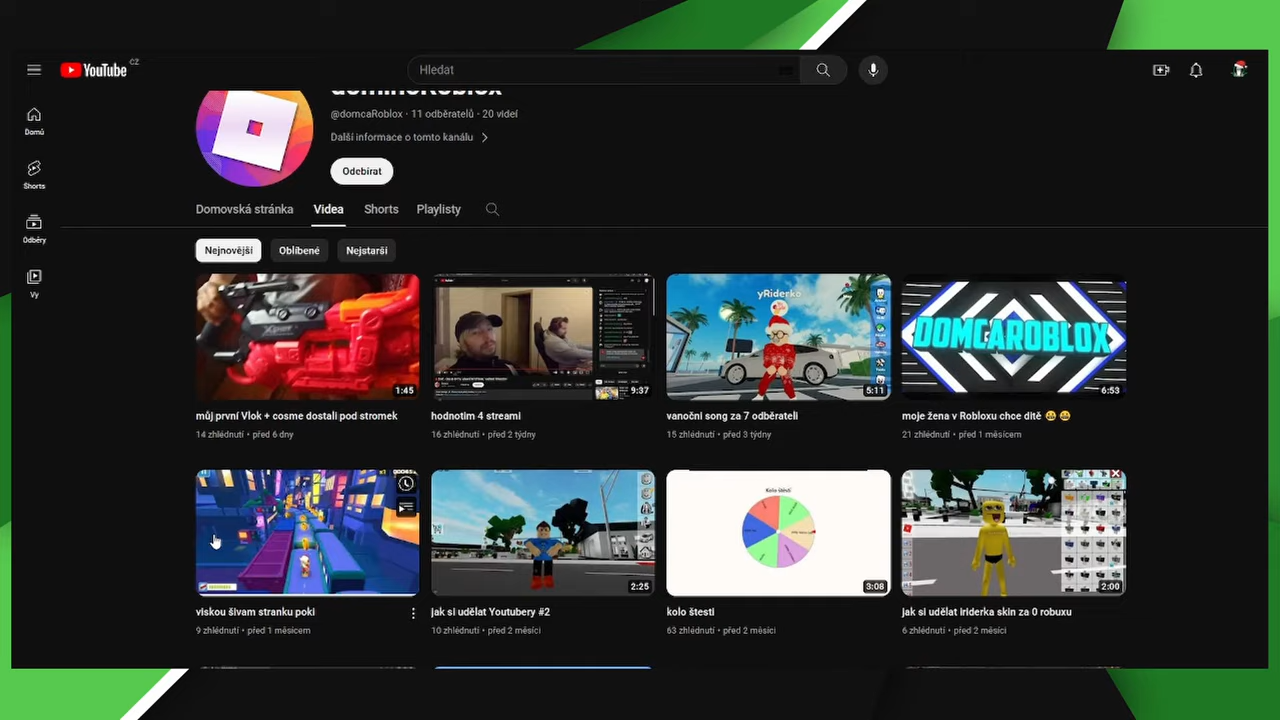 YouTube CZ
Hledat
Domů
Shorts
Odběry
Vy
dominoRoblox
@domcaRoblox · 11 odběratelů · 20 videí
Další informace o tomto kanálu
Odebírat
Domovská stránka
Videa
Shorts
Playlisty
Nejnovější
Oblíbené
Nejstarší
1:45
9:37
yRiderko
5:11
DOMCAROBLOX
6:53
můj první Vlok + cosme dostali pod stromek
14 zhlédnutí • před 6 dny
hodnotim 4 streami
16 zhlédnutí • před 2 týdny
vanočni song za 7 odběrateli
15 zhlédnutí • před 3 týdny
moje žena v Robloxu chce dítě
21 zhlédnutí • před 1 měsícem
2:25
Kolo štěstí
3:08
2:00
viskou šivam stranku poki
9 zhlédnutí • před 1 měsícem
jak si udělat Youtubery #2
10 zhlédnutí • před 2 měsíci
kolo štesti
63 zhlédnutí • před 2 měsíci
jak si udělat iriderka skin za 0 robuxu
6 zhlédnutí • před 2 měsíci